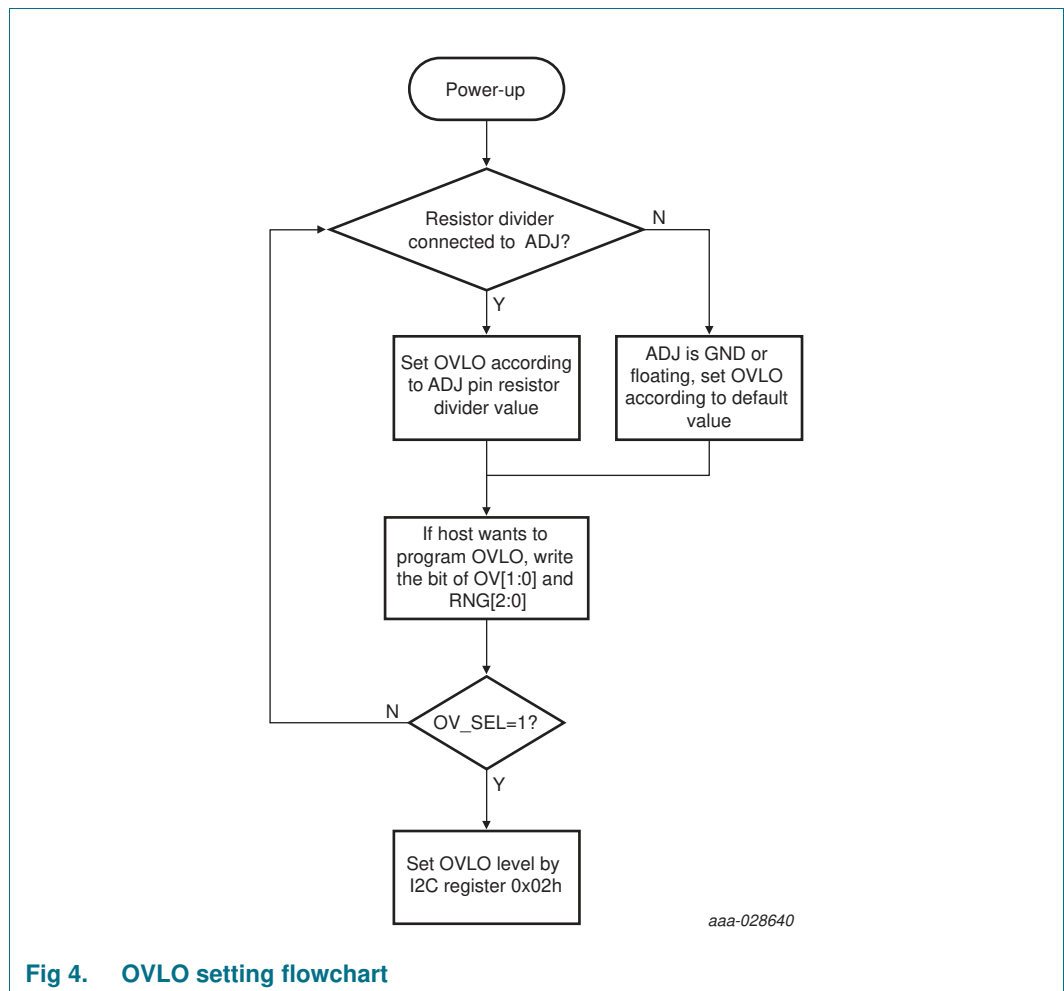 Power-up
Resistor divider
connected to ADJ?
N
Y
Set OVLO according
to ADJ pin resistor
divider value
ADJ is GND or
floating, set OVLO
according to default
value
If host wants to
program OVLO, write
the bit of OV[1:0] and
RNG[2:0]
N
OV_SEL=1?
Y
Set OVLO level by
I2C register 0x02h
aaa-028640
Fig 4. OVLO setting flowchart